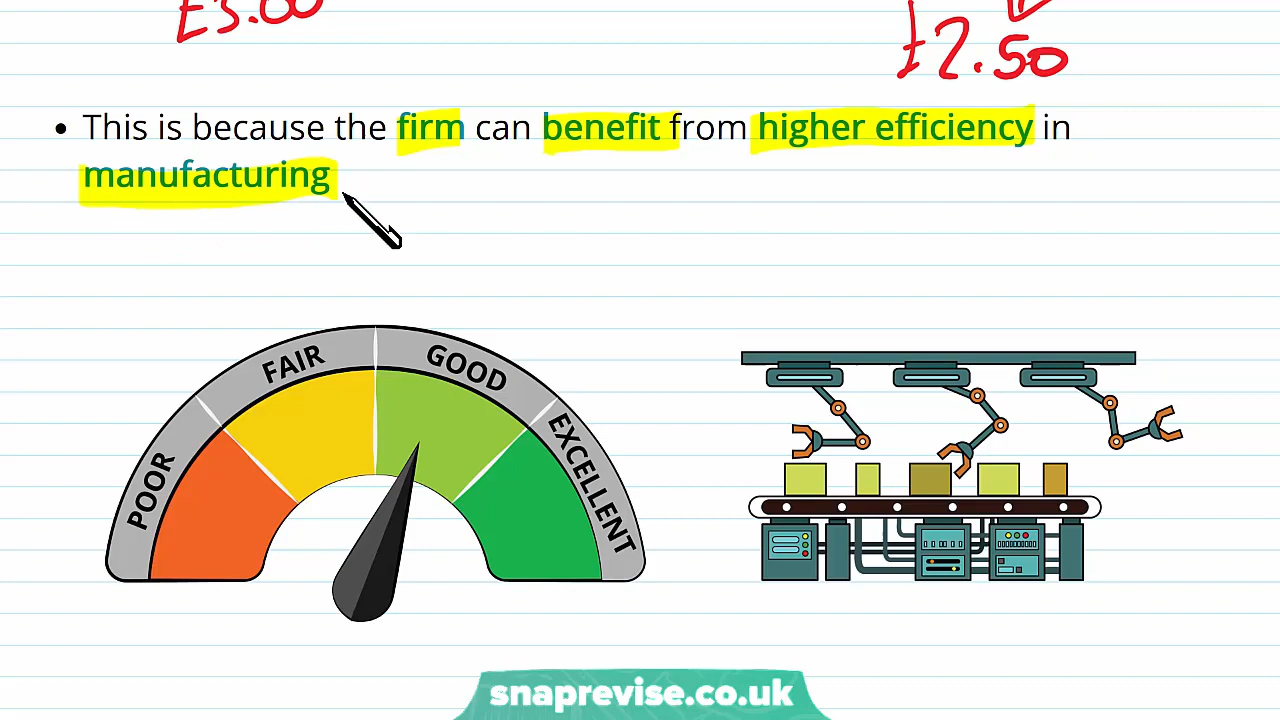 £3.00
£2.50
• This is because the firm can benefit from higher efficiency in
manufacturing
POOR
FAIR
GOOD
EXCELLENT
snaprevise.co.uk